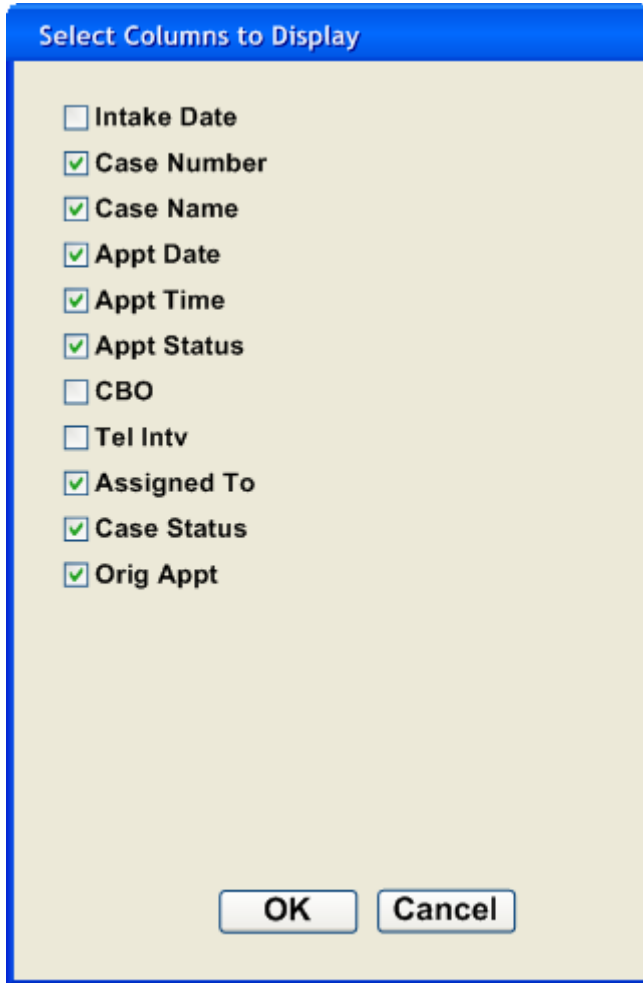 Select Columns to Display
Intake Date
Case Number
Case Name
Appt Date
Appt Time
Appt Status
CBO
Tel Intv
Assigned To
Case Status
Orig Appt
OK Cancel